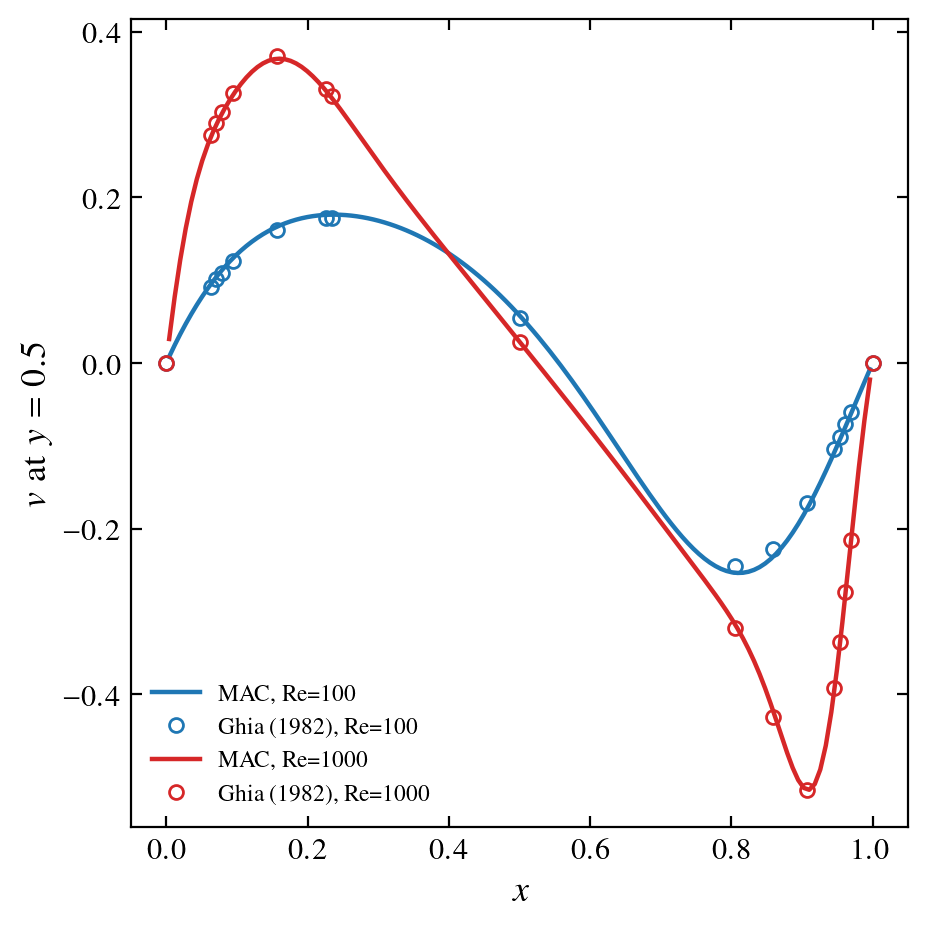 0.4
0.2
0.0
−0.2
−0.4
v at y = 0.5
MAC, Re=100
Ghia (1982), Re=100
MAC, Re=1000
Ghia (1982), Re=1000
0.0 0.2 0.4 0.6 0.8 1.0
x